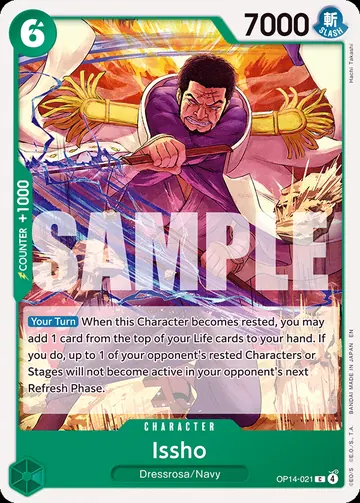 6
7000
斬
SLASH
Hachi Takashi
COUNTER +1000
SAMPLE
Your Turn When this Character becomes rested, you may
add 1 card from the top of your Life cards to your hand. If
you do, up to 1 of your opponent's rested Characters or
Stages will not become active in your opponent's next
Refresh Phase.
CHARACTER
Issho
Dressrosa/Navy
OP14-021 C 4
©E.O./S., T.A. BANDAI MADE IN JAPAN EN